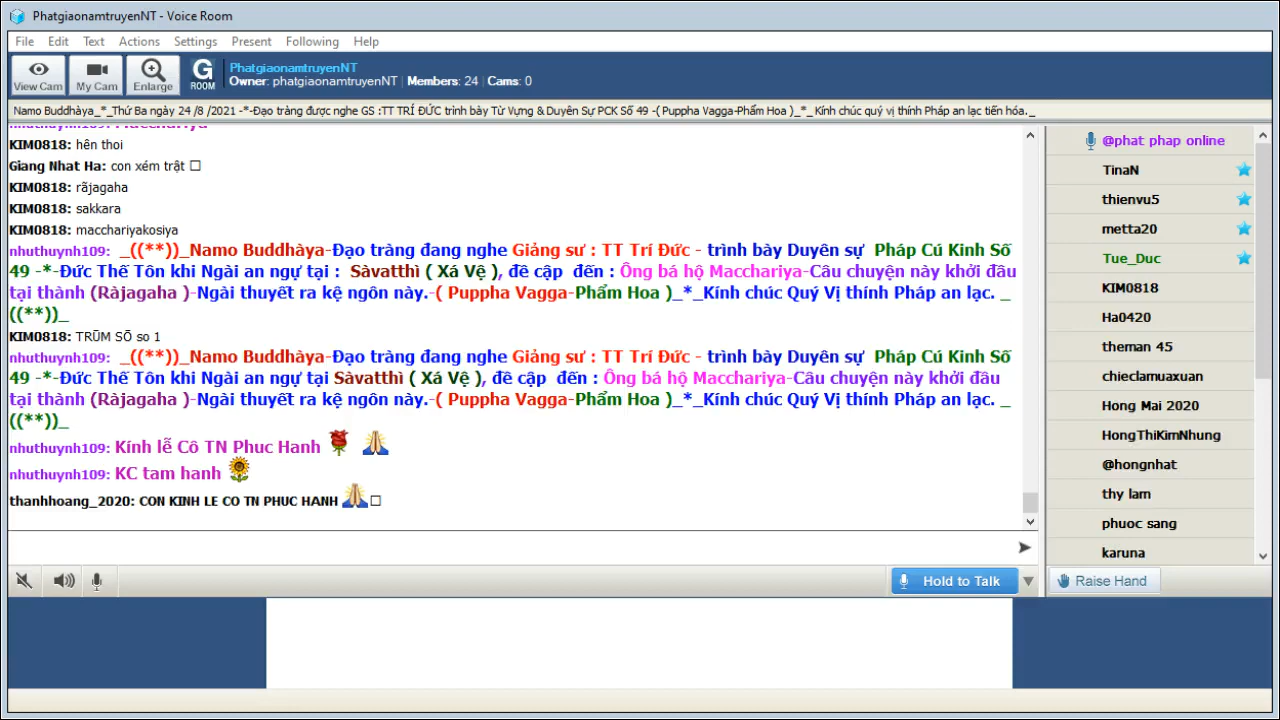 PhatgiaonamtruyenNT - Voice Room
File Edit Text Actions Settings Present Following Help
View Cam My Cam Enlarge G ROOM
PhatgiaonamtruyenNT
Owner: phatgiaonamtruyenNT | Members: 24 | Cams: 0
Namo Buddhàya_*_Thứ Ba ngày 24 /8 /2021 -*-Đạo tràng được nghe GS :TT TRÍ ĐỨC trình bày Từ Vựng & Duyên Sự PCK Số 49 -( Puppha Vagga-Phẩm Hoa )_*_Kính chúc quý vị thính Pháp an lạc tiến hóa._
KIM0818: hên thoi
Giang Nhat Ha: con xém trật □
KIM0818: rãjagaha
KIM0818: sakkara
KIM0818: macchariyakosiya
nhuthuynh109: _((**))_Namo Buddhàya-Đạo tràng đang nghe Giảng sư : TT Trí Đức - trình bày Duyên sự Pháp Cú Kinh Số
49 -*-Đức Thế Tôn khi Ngài an ngự tại : Sàvatthì ( Xá Vệ ), đề cập đến : Ông bá hộ Macchariya-Câu chuyện này khởi đầu
tại thành (Ràjagaha )-Ngài thuyết ra kệ ngôn này.-( Puppha Vagga-Phẩm Hoa )_*_Kính chúc Quý Vị thính Pháp an lạc. _
((**))_
KIM0818: TRŨM SÕ so 1
nhuthuynh109: _((**))_Namo Buddhàya-Đạo tràng đang nghe Giảng sư : TT Trí Đức - trình bày Duyên sự Pháp Cú Kinh Số
49 -*-Đức Thế Tôn khi Ngài an ngự tại Sàvatthì ( Xá Vệ ), đề cập đến : Ông bá hộ Macchariya-Câu chuyện này khởi đầu
tại thành (Ràjagaha )-Ngài thuyết ra kệ ngôn này.-( Puppha Vagga-Phẩm Hoa )_*_Kính chúc Quý Vị thính Pháp an lạc. _
((**))_
nhuthuynh109: Kính lễ Cô TN Phuc Hanh 🌹 🙏
nhuthuynh109: KC tam hanh 🌻
thanhhoang_2020: CON KINH LE CO TN PHUC HANH 🙏□
@phat phap online
TinaN
thienvu5
metta20
Tue_Duc
KIM0818
Ha0420
theman 45
chieclamuaxuan
Hong Mai 2020
HongThiKimNhung
@hongnhat
thy lam
phuoc sang
karuna
Hold to Talk
Raise Hand